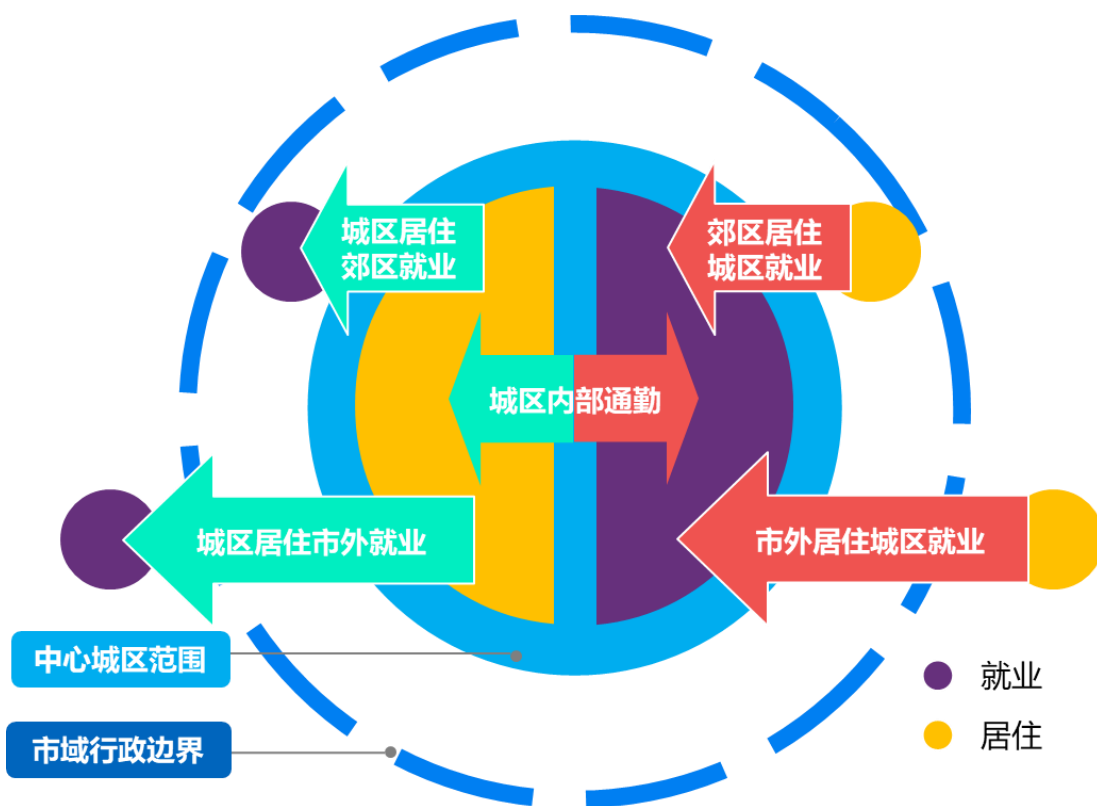 城区居住
郊区就业
郊区居住
城区就业
城区内部通勤
城区居住市外就业
市外居住城区就业
中心城区范围
市域行政边界
就业
居住